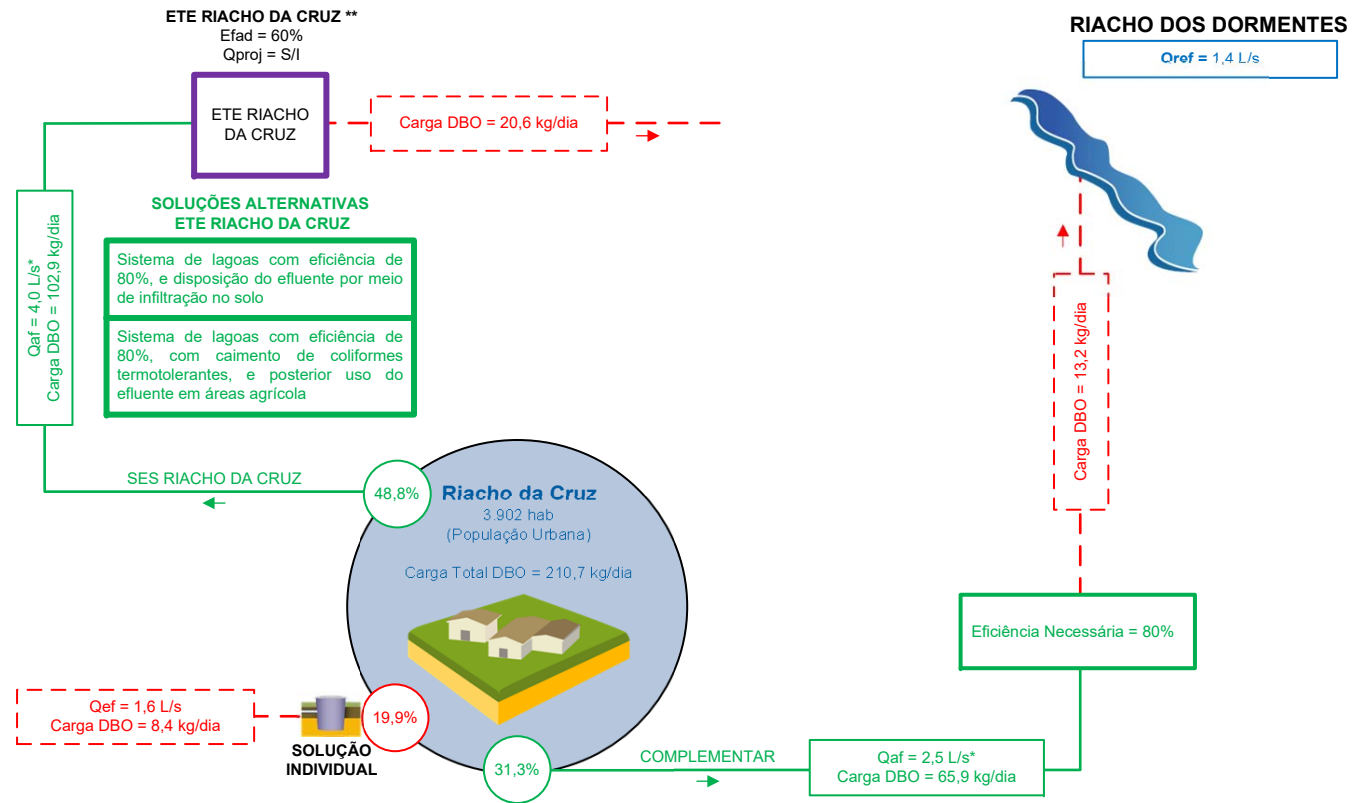 ETE RIACHO DA CRUZ **
Efad = 60%
Qproj = S/I
ETE RIACHO
DA CRUZ
Carga DBO = 20,6 kg/dia
RIACHO DOS DORMENTES
Qref = 1,4 L/s
Qaf = 4,0 L/s*
Carga DBO = 102,9 kg/dia
SOLUÇÕES ALTERNATIVAS
ETE RIACHO DA CRUZ
Sistema de lagoas com eficiência de
80%, e disposição do efluente por meio
de infiltração no solo
Sistema de lagoas com eficiência de
80%, com caimento de coliformes
termotolerantes, e posterior uso do
efluente em áreas agrícola
Carga DBO = 13,2 kg/dia
SES RIACHO DA CRUZ
48,8%
Riacho da Cruz
3.902 hab
(População Urbana)
Carga Total DBO = 210,7 kg/dia
Eficiência Necessária = 80%
Qef = 1,6 L/s
Carga DBO = 8,4 kg/dia
19,9%
SOLUÇÃO
INDIVIDUAL
31,3%
COMPLEMENTAR
Qaf = 2,5 L/s*
Carga DBO = 65,9 kg/dia